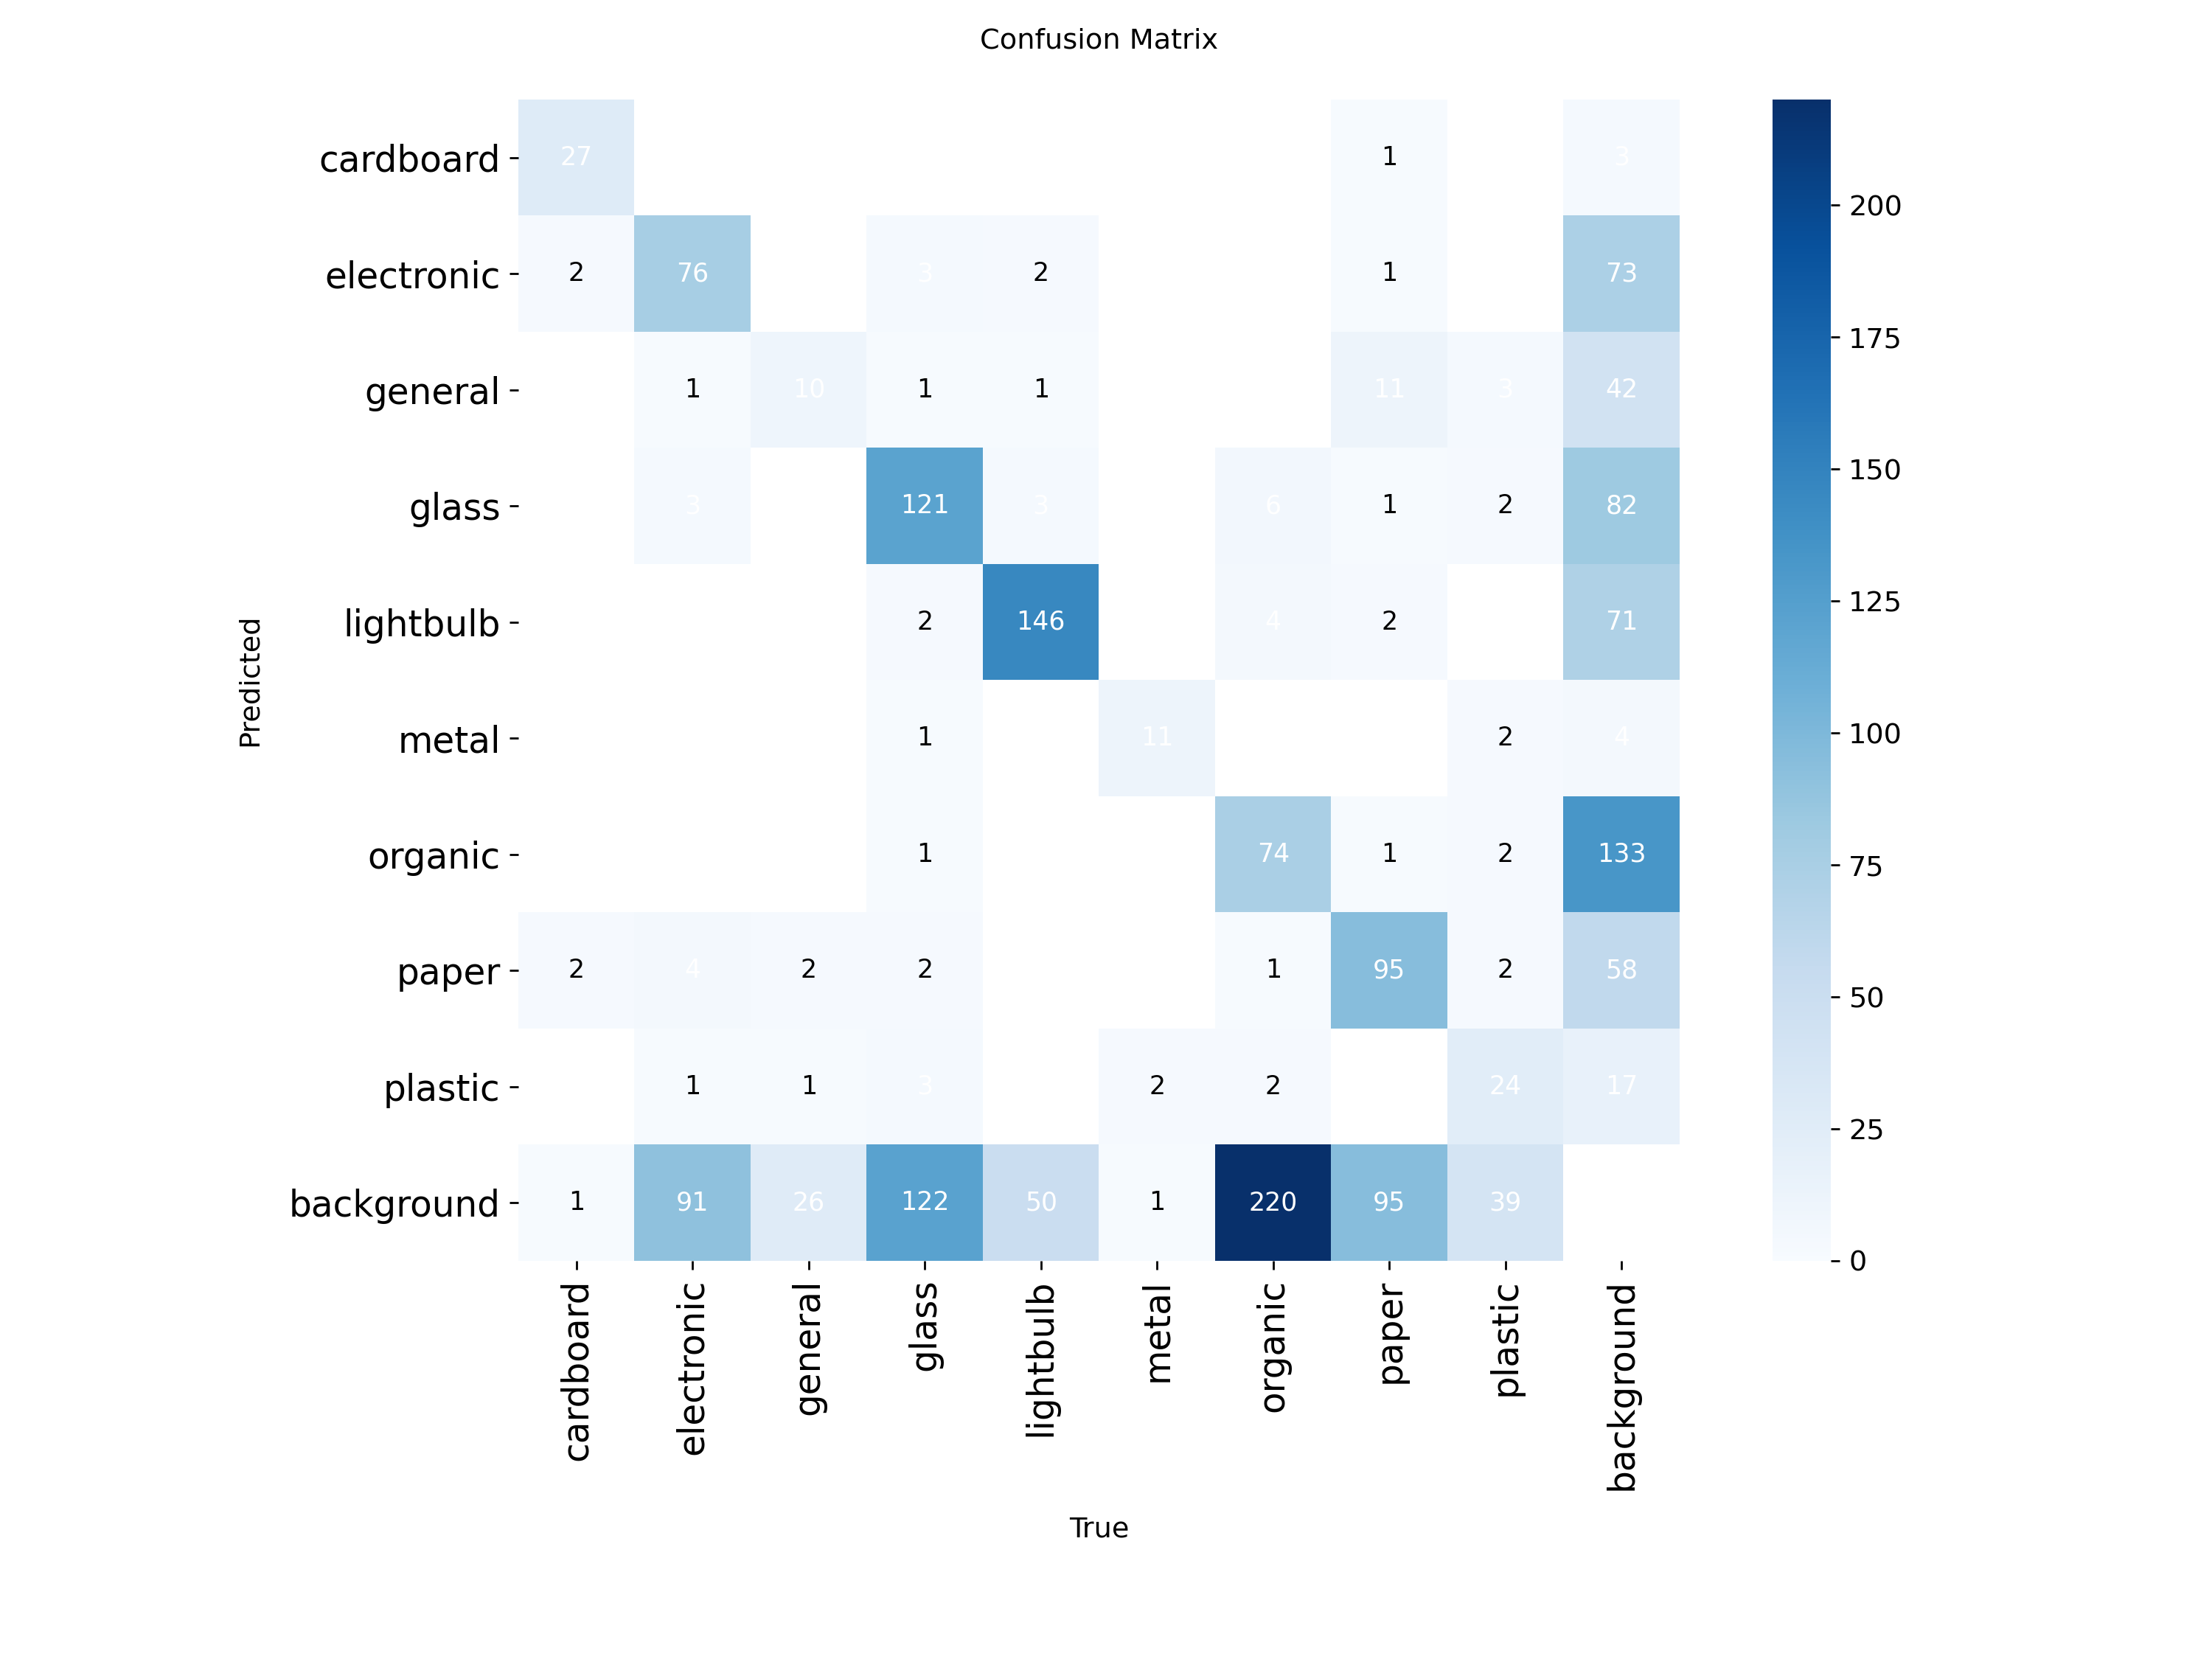 Confusion Matrix
cardboard 27 1 3
electronic 2 76 3 2 1 73
general 1 10 1 1 11 3 42
glass 3 121 3 6 1 2 82
lightbulb 2 146 4 2 71
metal 1 11 2 4
organic 1 74 1 2 133
paper 2 4 2 2 1 95 2 58
plastic 1 1 3 2 2 24 17
background 1 91 26 122 50 1 220 95 39
cardboard electronic general glass lightbulb metal organic paper plastic background
Predicted
True
200
175
150
125
100
75
50
25
0